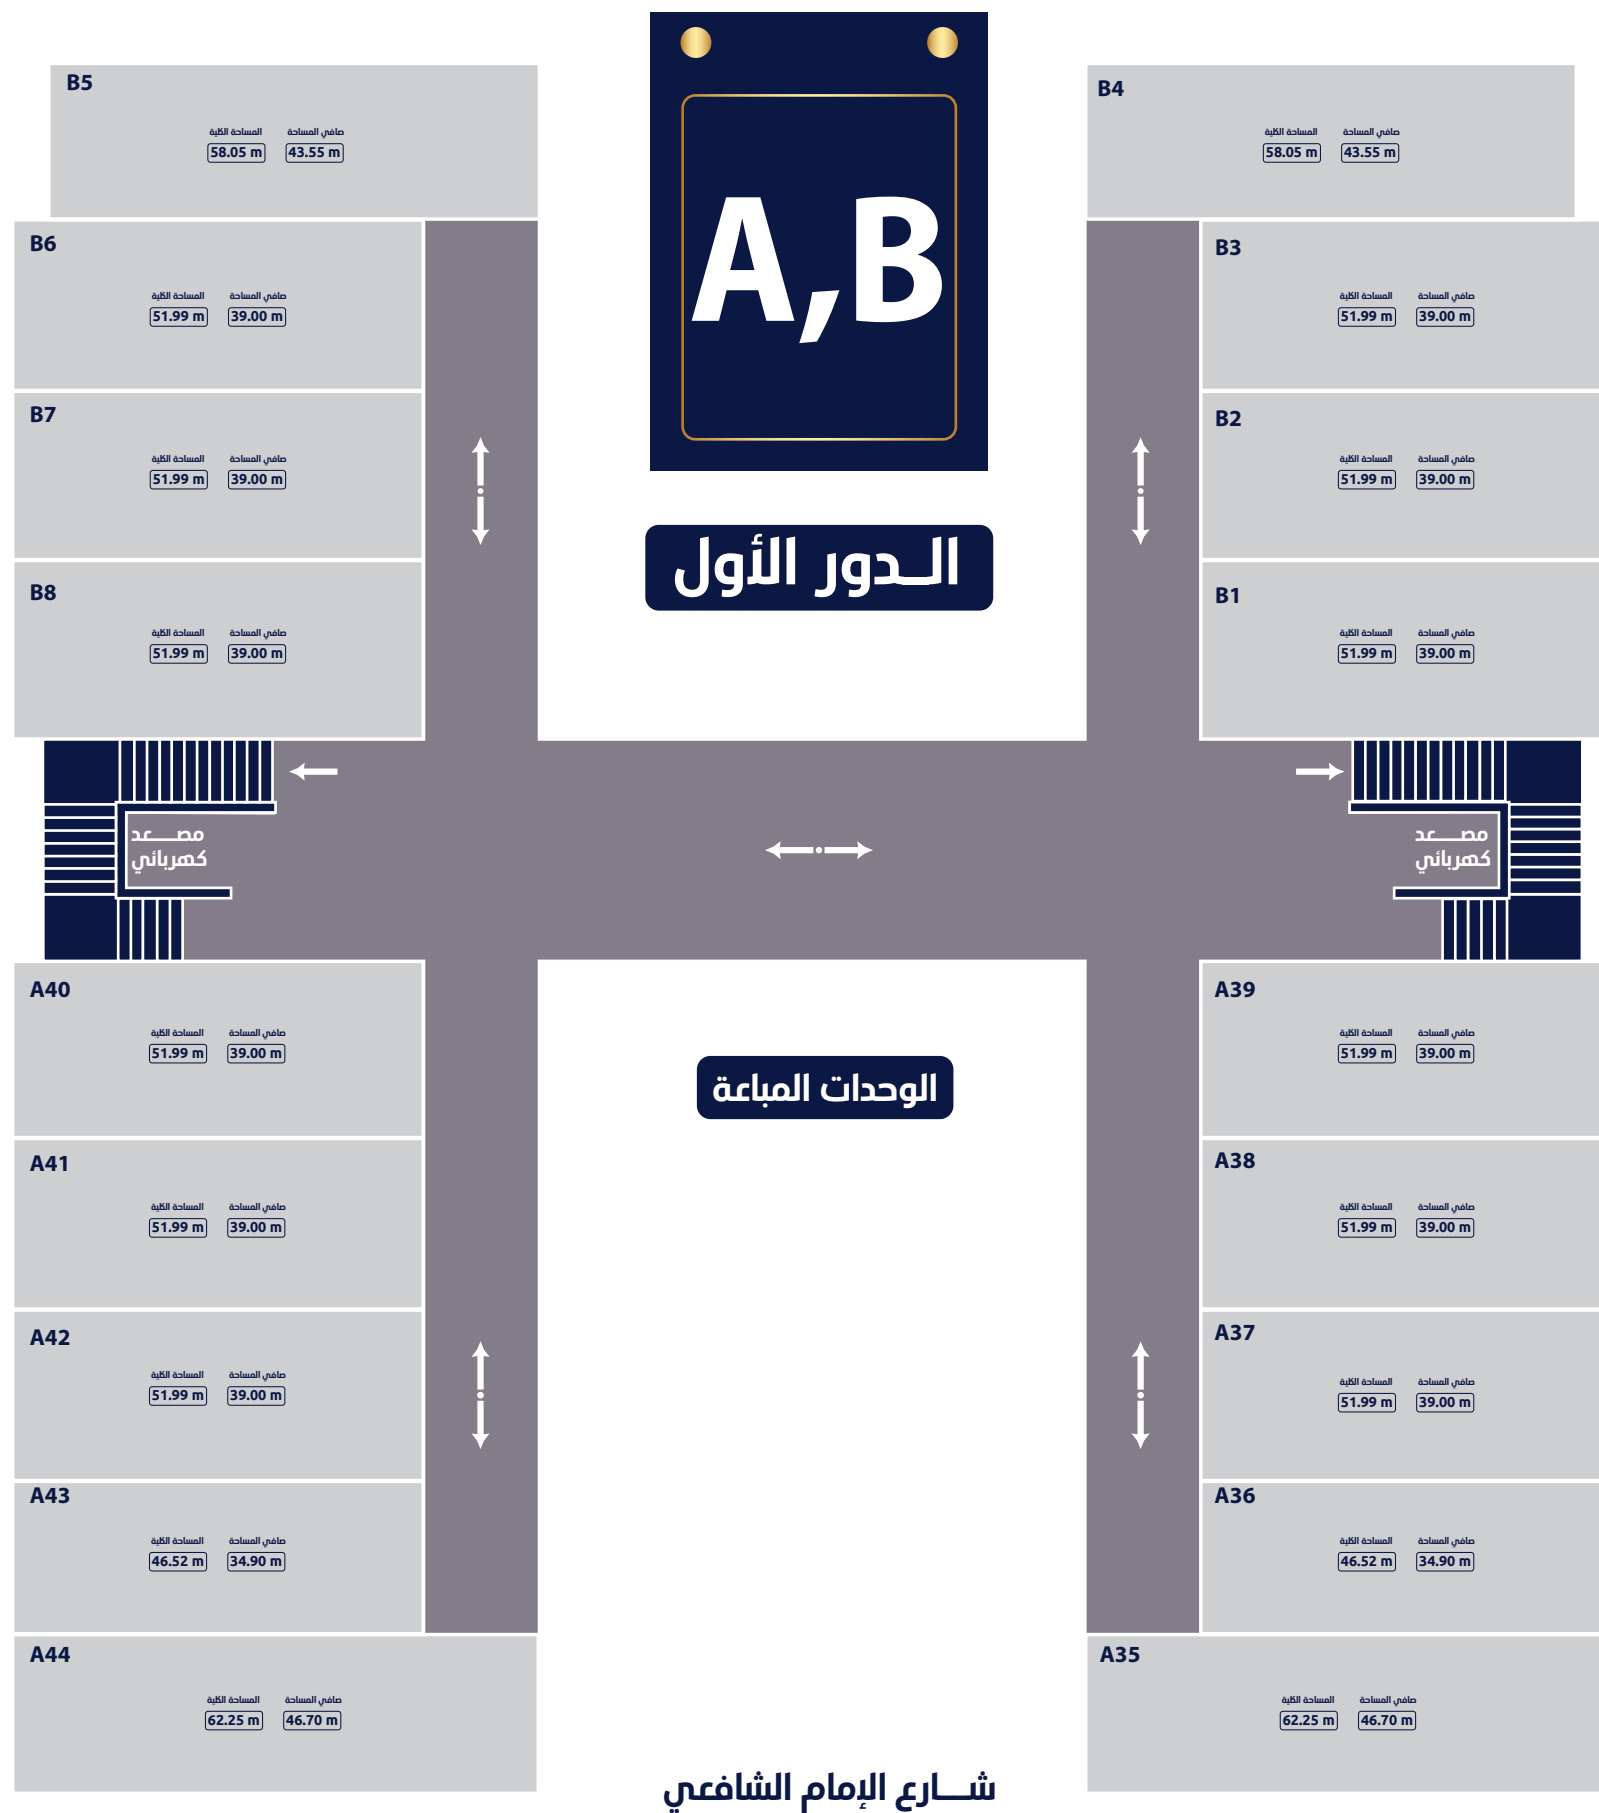 A,B
الــدور الأول
B5
صافي المساحة المساحة الكلية
43.55 m 58.05 m
B4
صافي المساحة المساحة الكلية
43.55 m 58.05 m
B6
صافي المساحة المساحة الكلية
39.00 m 51.99 m
B3
صافي المساحة المساحة الكلية
39.00 m 51.99 m
B7
صافي المساحة المساحة الكلية
39.00 m 51.99 m
B2
صافي المساحة المساحة الكلية
39.00 m 51.99 m
B8
صافي المساحة المساحة الكلية
39.00 m 51.99 m
B1
صافي المساحة المساحة الكلية
39.00 m 51.99 m
مصــــعد
كهربائي
مصــــعد
كهربائي
A40
صافي المساحة المساحة الكلية
39.00 m 51.99 m
A39
صافي المساحة المساحة الكلية
39.00 m 51.99 m
الوحدات المباعة
A41
صافي المساحة المساحة الكلية
39.00 m 51.99 m
A38
صافي المساحة المساحة الكلية
39.00 m 51.99 m
A42
صافي المساحة المساحة الكلية
39.00 m 51.99 m
A37
صافي المساحة المساحة الكلية
39.00 m 51.99 m
A43
صافي المساحة المساحة الكلية
34.90 m 46.52 m
A36
صافي المساحة المساحة الكلية
34.90 m 46.52 m
A44
صافي المساحة المساحة الكلية
46.70 m 62.25 m
A35
صافي المساحة المساحة الكلية
46.70 m 62.25 m
شـــارع الإمام الشافعي